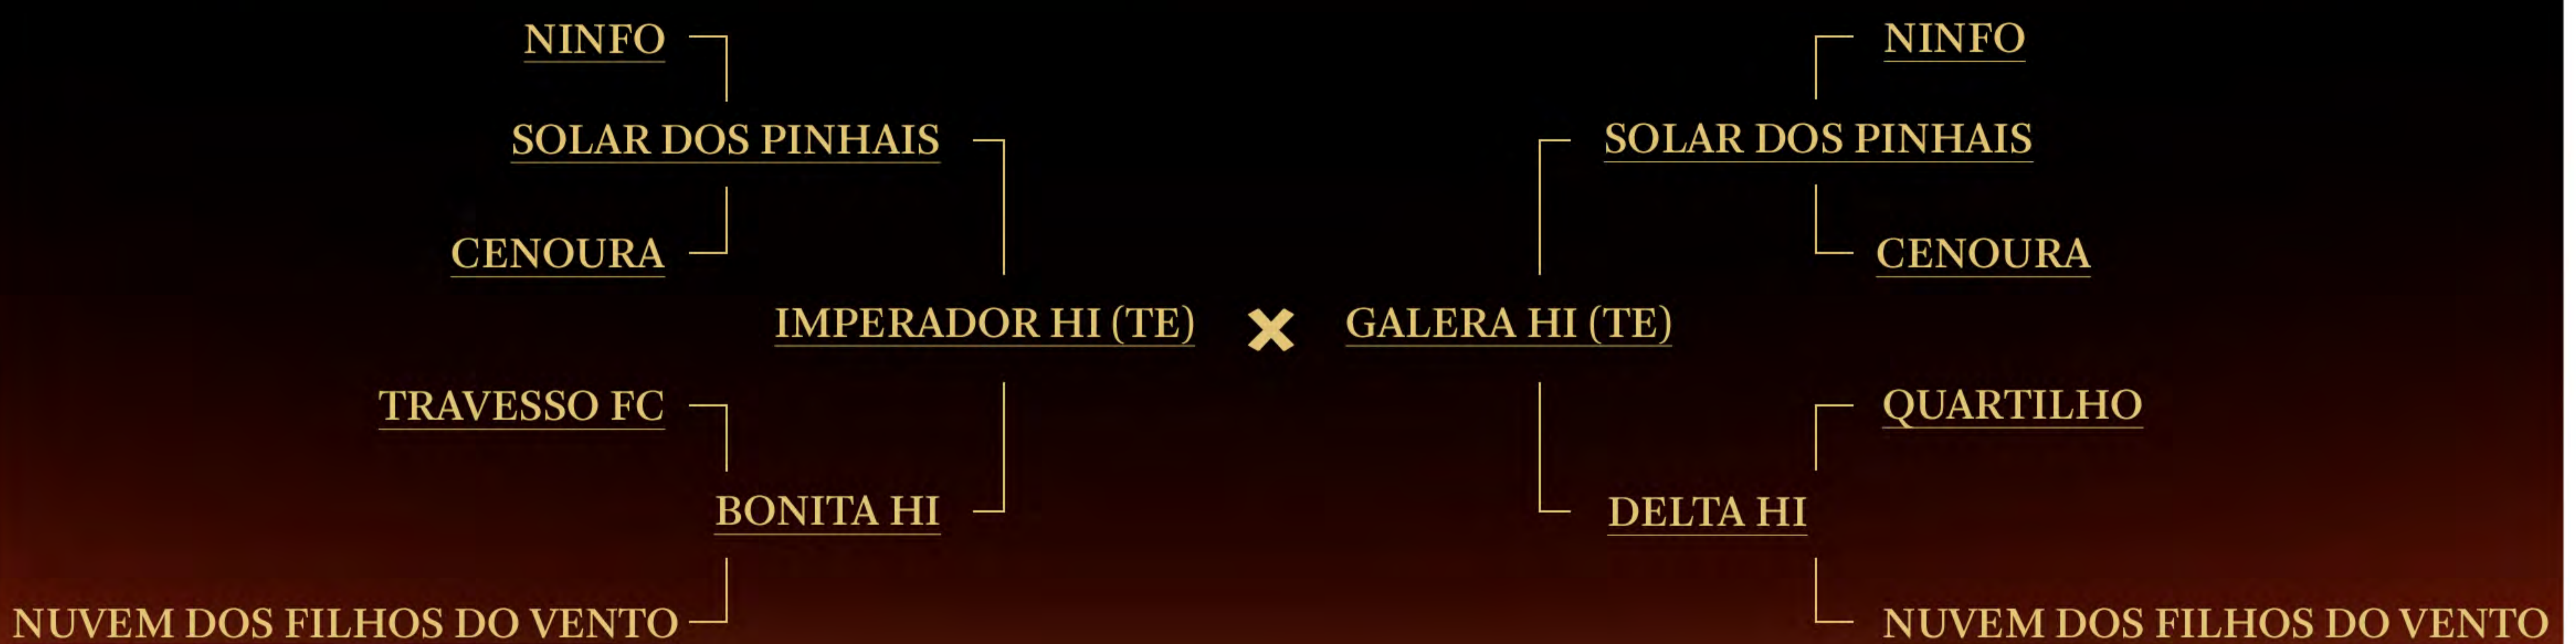 NINFO
NINFO
SOLAR DOS PINHAIS
SOLAR DOS PINHAIS
CENOURA
CENOURA
IMPERADOR HI (TE) × GALERA HI (TE)
TRAVESSO FC
QUARTILHO
BONITA HI
DELTA HI
NUVEM DOS FILHOS DO VENTO
NUVEM DOS FILHOS DO VENTO